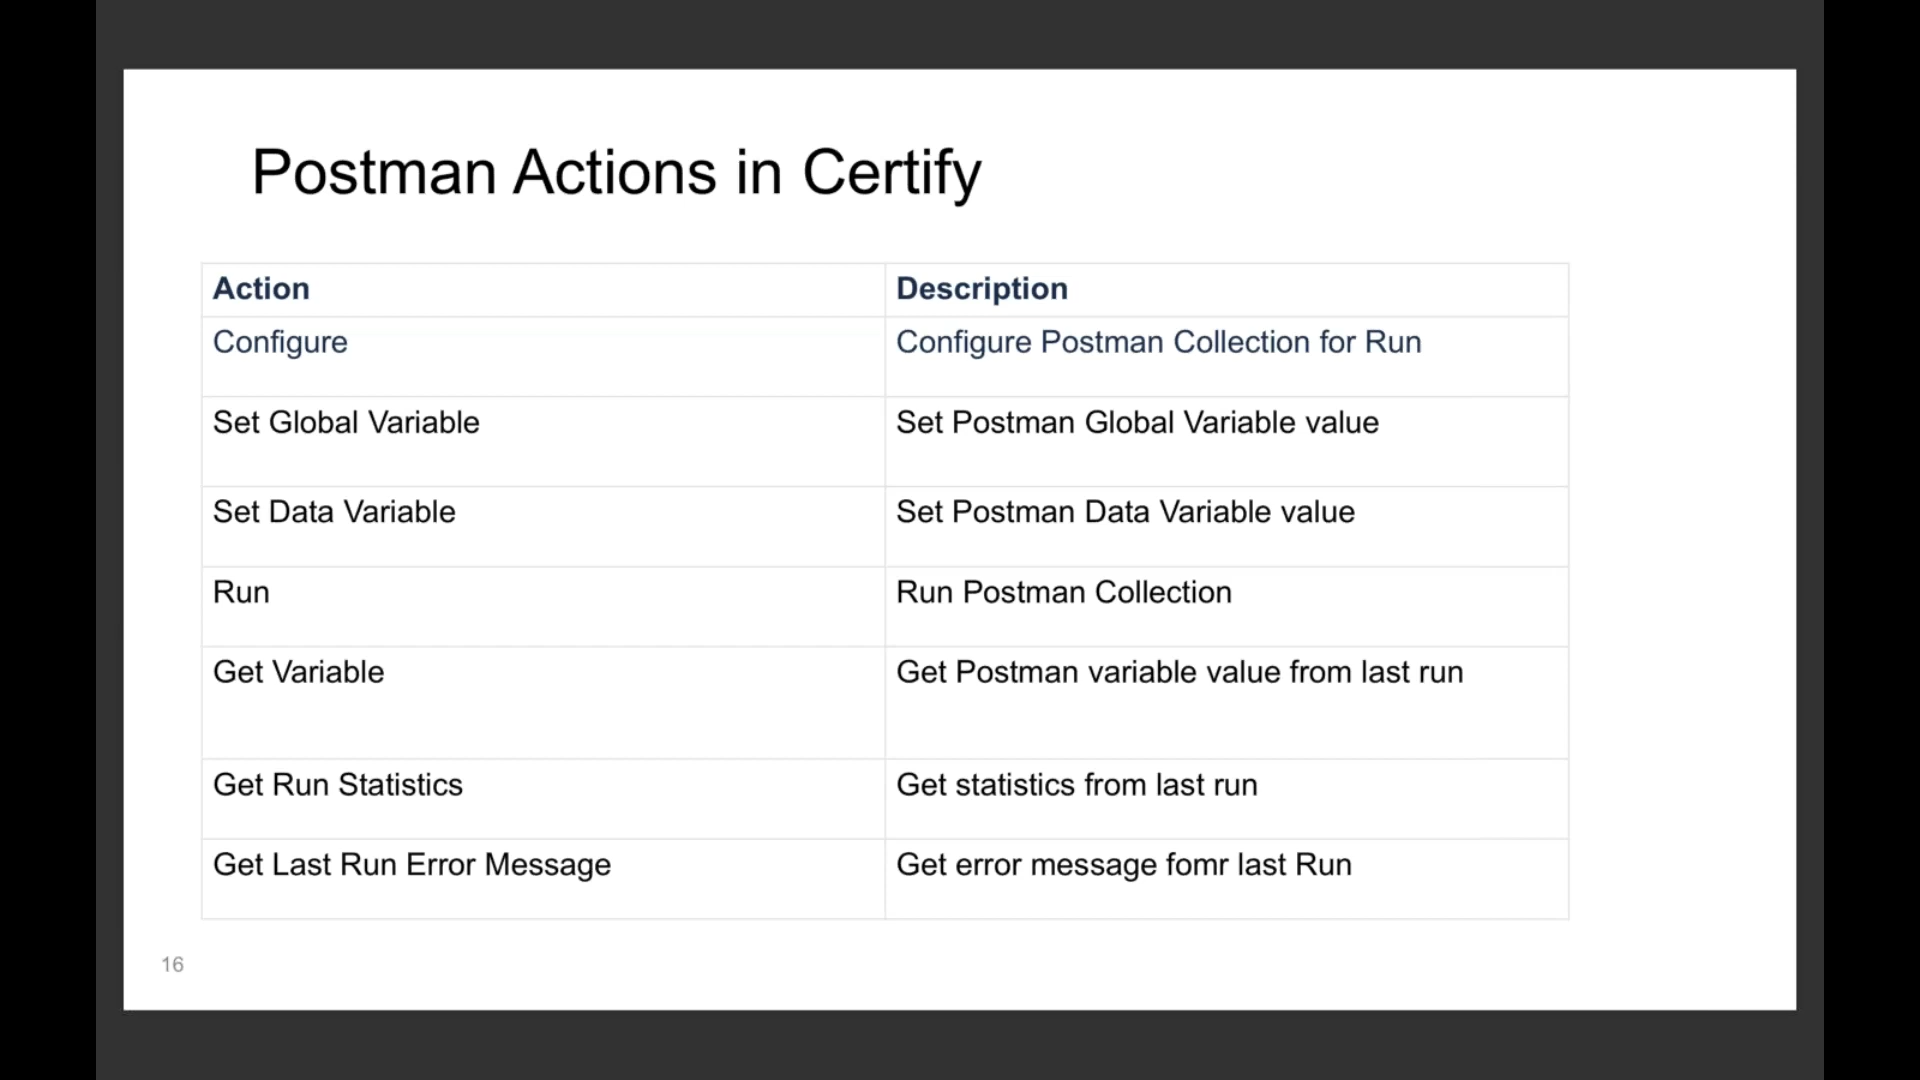 Postman Actions in Certify
Action Description
Configure Configure Postman Collection for Run
Set Global Variable Set Postman Global Variable value
Set Data Variable Set Postman Data Variable value
Run Run Postman Collection
Get Variable Get Postman variable value from last run
Get Run Statistics Get statistics from last run
Get Last Run Error Message Get error message fomr last Run
16